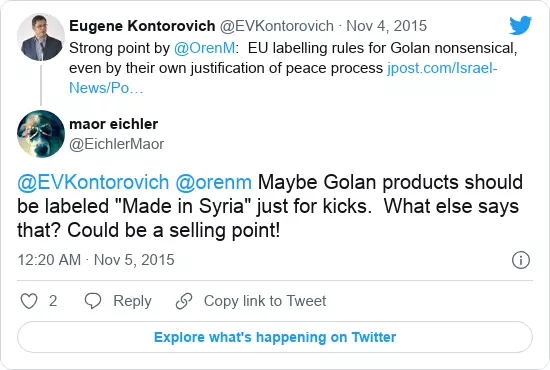 Eugene Kontorovich @EVKontorovich · Nov 4, 2015
Strong point by @OrenM:  EU labelling rules for Golan nonsensical,
even by their own justification of peace process jpost.com/Israel-
News/Po…
maor eichler
@EichlerMaor
@EVKontorovich @orenm Maybe Golan products should
be labeled "Made in Syria" just for kicks.  What else says
that? Could be a selling point!
12:20 AM · Nov 5, 2015
2 Reply Copy link to Tweet
Explore what's happening on Twitter